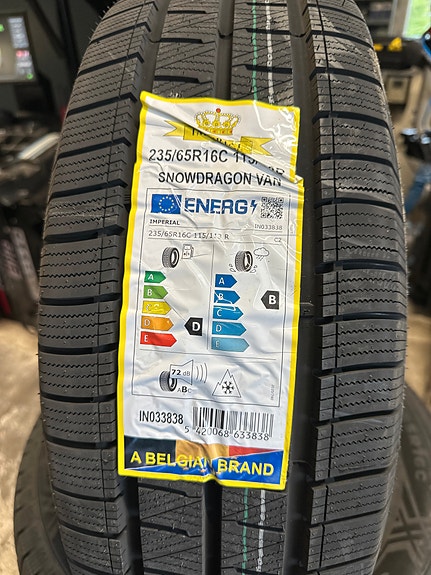 235/65R16C 115/
SNOWDRAGON VAN
ENERG
IMPERIAL
IN033838
235/65R16C 115/113 R
C2
A
B
C
D
E
D
A
B
C
D
E
B
72 dB
ABC
IN033838
5 420068 633838
A BELGIAN BRAND